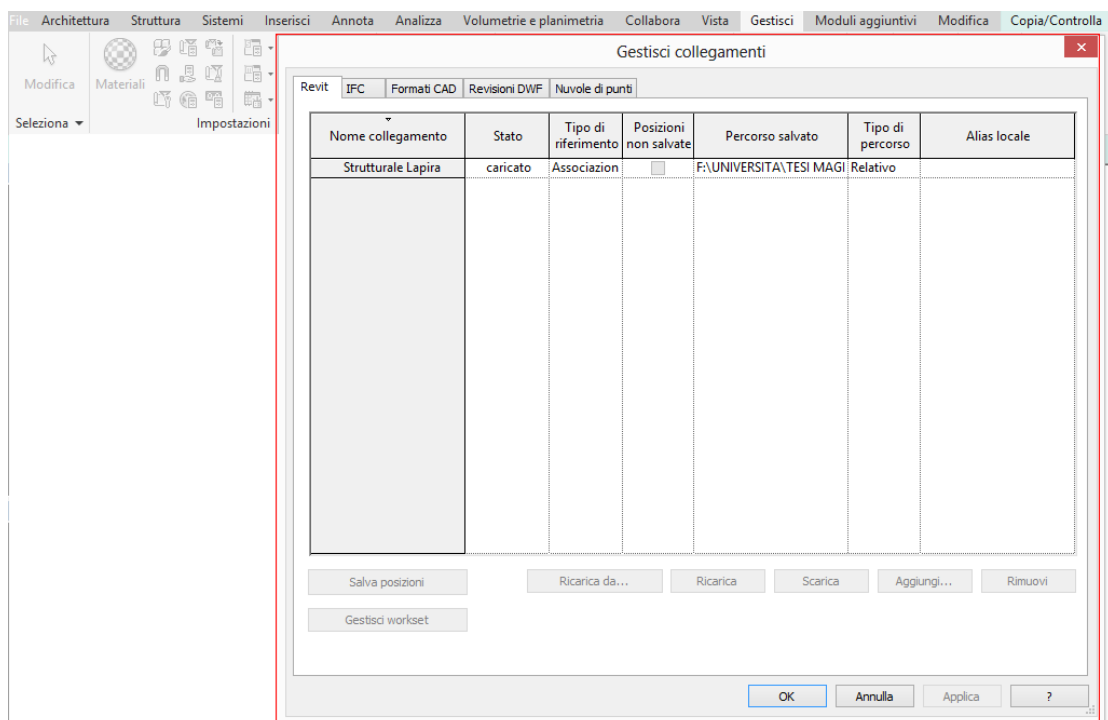 File Architettura Struttura Sistemi Inserisci Annota Analizza Volumetrie e planimetria Collabora Vista Gestisci Moduli aggiuntivi Modifica Copia/Controlla
Modifica Materiali
Seleziona Impostazioni
Gestisci collegamenti
Revit IFC Formati CAD Revisioni DWF Nuvole di punti
Nome collegamento Stato Tipo di riferimento Posizioni non salvate Percorso salvato Tipo di percorso Alias locale
Strutturale Lapira caricato Associazion F:\UNIVERSITA\TESI MAGI Relativo
Salva posizioni Ricarica da... Ricarica Scarica Aggiungi... Rimuovi
Gestisci workset
OK Annulla Applica ?